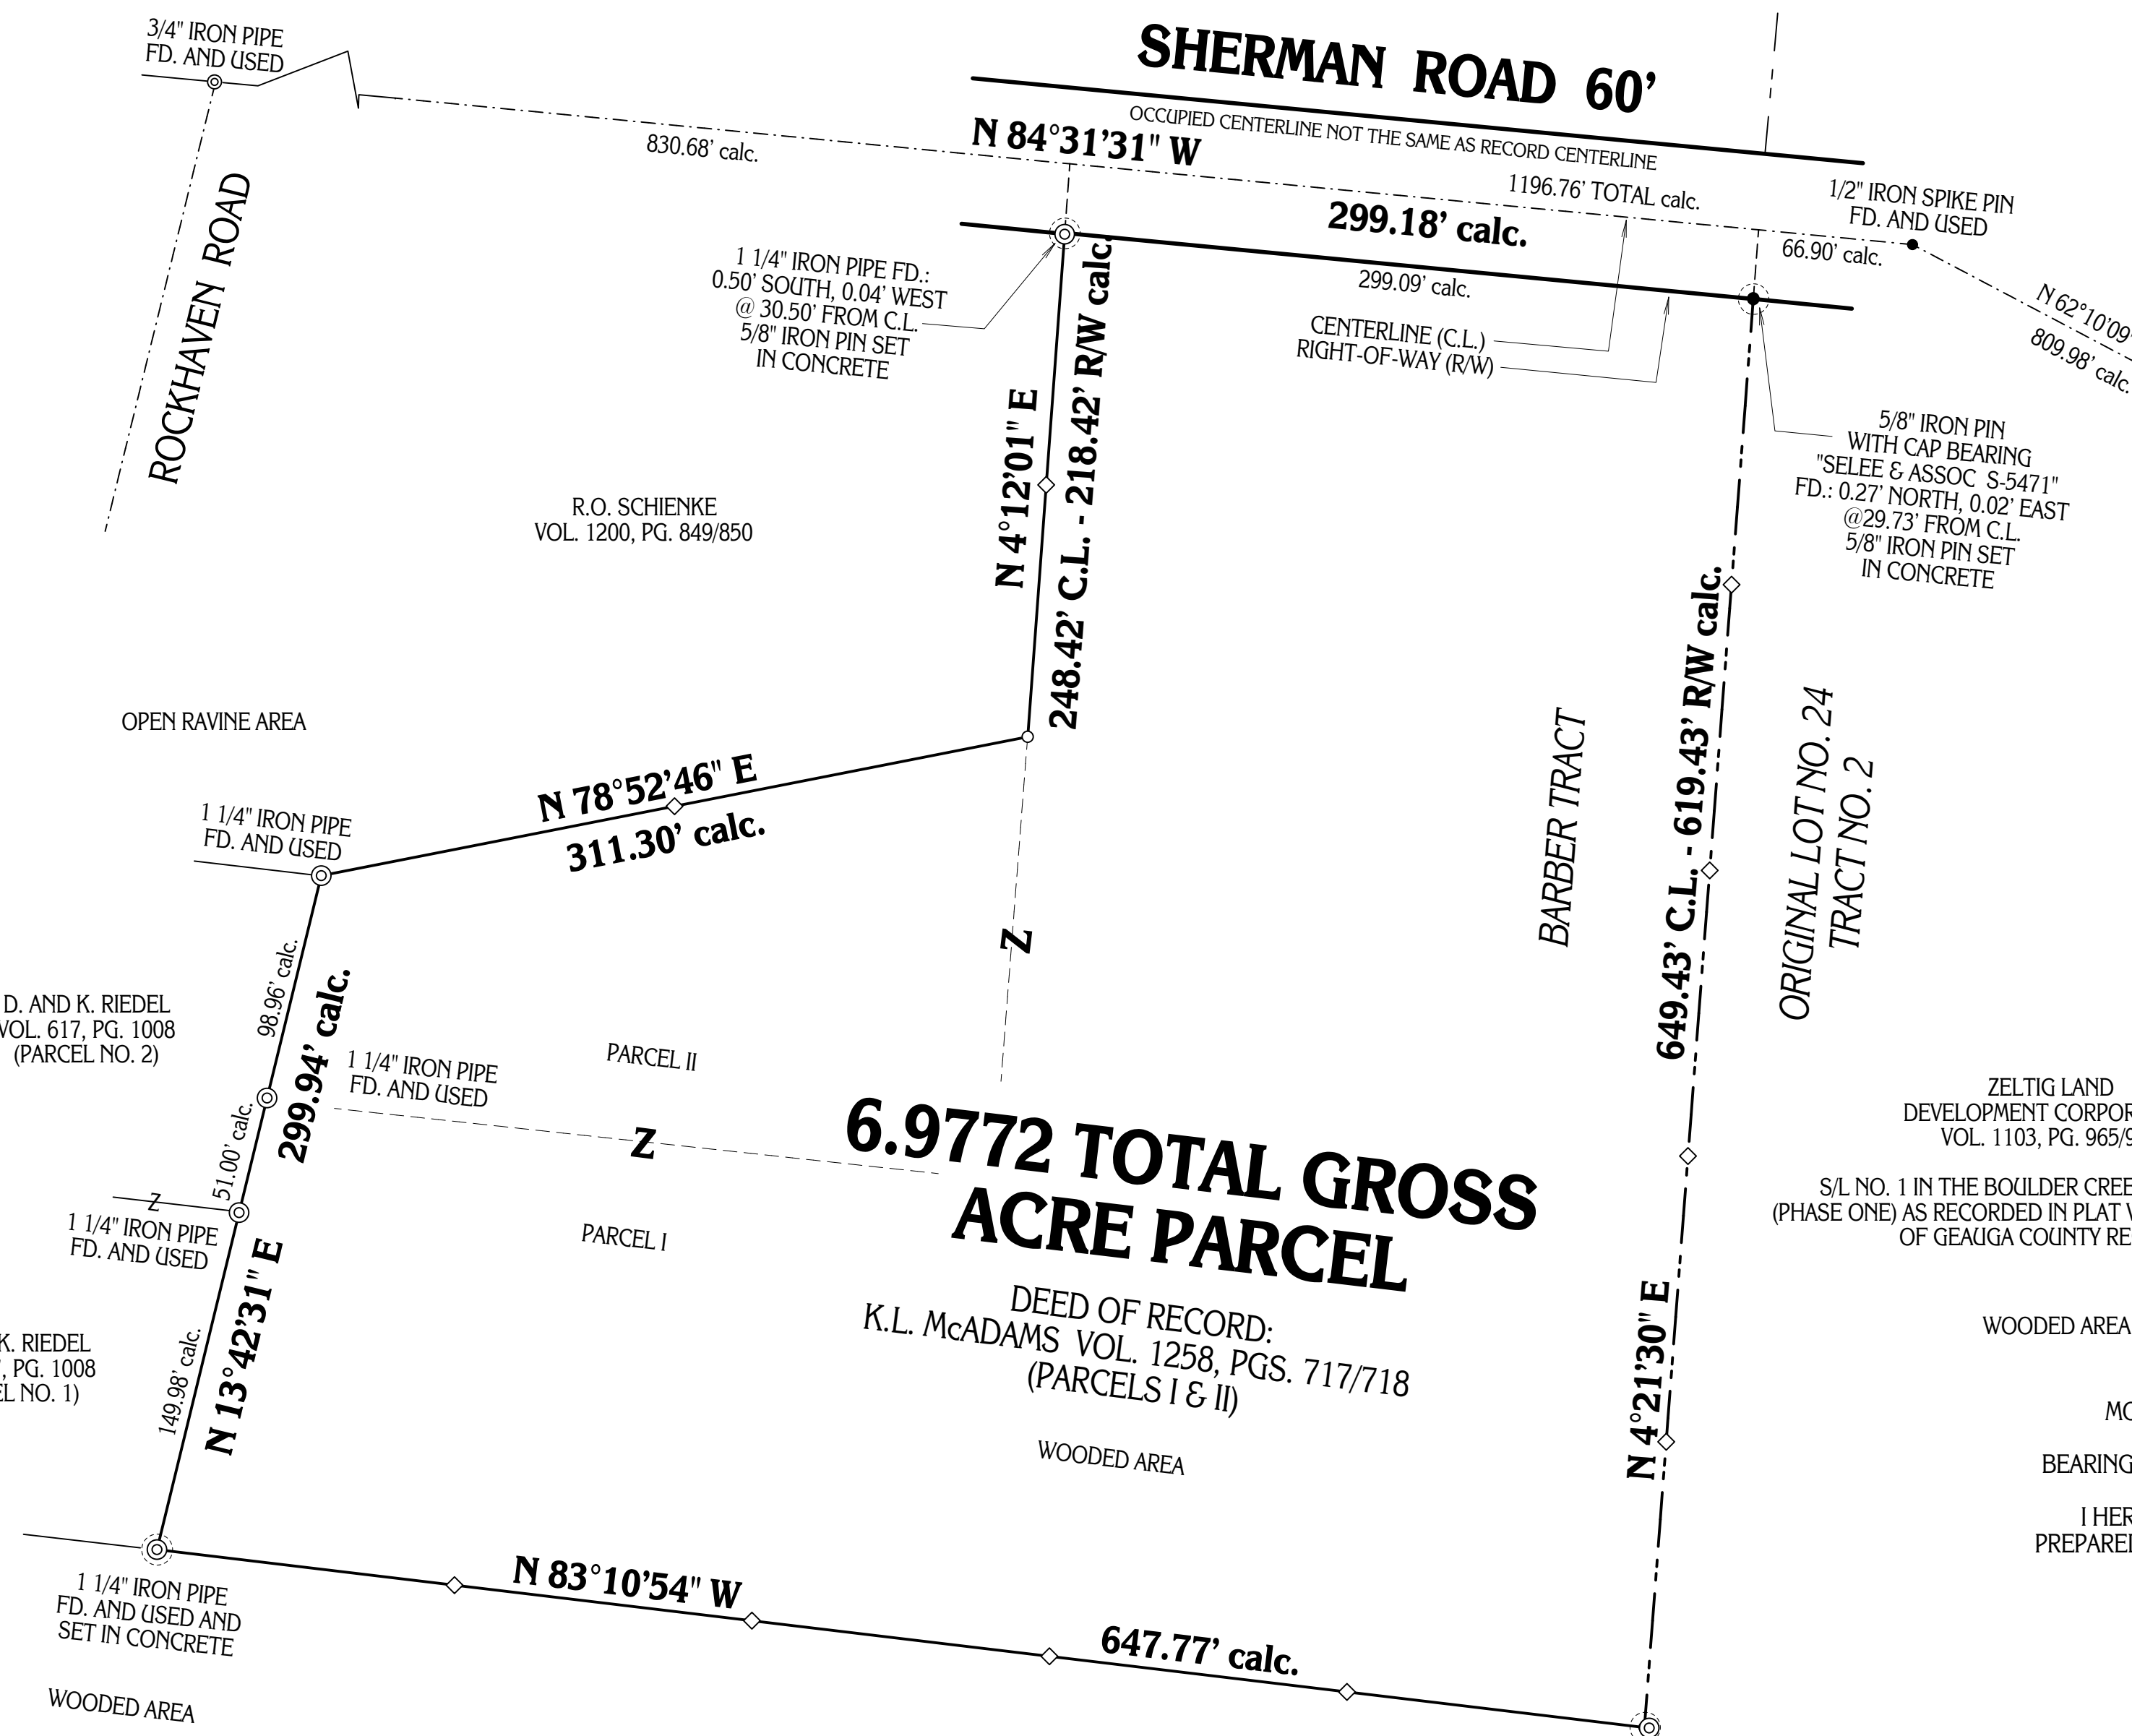 3/4" IRON PIPE
FD. AND USED
SHERMAN ROAD 60'
OCCUPIED CENTERLINE NOT THE SAME AS RECORD CENTERLINE
N 84°31'31" W
830.68' calc.
1196.76' TOTAL calc.
1/2" IRON SPIKE PIN
FD. AND USED
299.18' calc.
66.90' calc.
299.09' calc.
N 62°10'09"
809.98' calc.
ROCKHAVEN ROAD
1 1/4" IRON PIPE FD.:
0.50' SOUTH, 0.04' WEST
@ 30.50' FROM C.L.
5/8" IRON PIN SET
IN CONCRETE
CENTERLINE (C.L.)
RIGHT-OF-WAY (R/W)
N 4°12'01" E
248.42' C.L. - 218.42' R/W calc.
5/8" IRON PIN
WITH CAP BEARING
"SELEE & ASSOC S-5471"
FD.: 0.27' NORTH, 0.02' EAST
@29.73' FROM C.L.
5/8" IRON PIN SET
IN CONCRETE
R.O. SCHIENKE
VOL. 1200, PG. 849/850
OPEN RAVINE AREA
N 78°52'46" E
311.30' calc.
1 1/4" IRON PIPE
FD. AND USED
BARBER TRACT
649.43' C.L. - 619.43' R/W calc.
ORIGINAL LOT NO. 24
TRACT NO. 2
Z
98.96' calc.
299.94' calc.
D. AND K. RIEDEL
VOL. 617, PG. 1008
(PARCEL NO. 2)
1 1/4" IRON PIPE
FD. AND USED
PARCEL II
Z
51.00' calc.
Z
1 1/4" IRON PIPE
FD. AND USED
PARCEL I
6.9772 TOTAL GROSS
ACRE PARCEL
DEED OF RECORD:
K.L. McADAMS VOL. 1258, PGS. 717/718
(PARCELS I & II)
WOODED AREA
ZELTIG LAND
DEVELOPMENT CORPOR
VOL. 1103, PG. 965/9
S/L NO. 1 IN THE BOULDER CREE
(PHASE ONE) AS RECORDED IN PLAT V
OF GEAUGA COUNTY RE
N 4°21'30" E
WOODED AREA
K. RIEDEL
, PG. 1008
EL NO. 1)
149.98' calc.
N 13°42'31" E
MO
BEARING
I HER
PREPARED
N 83°10'54" W
647.77' calc.
1 1/4" IRON PIPE
FD. AND USED AND
SET IN CONCRETE
WOODED AREA